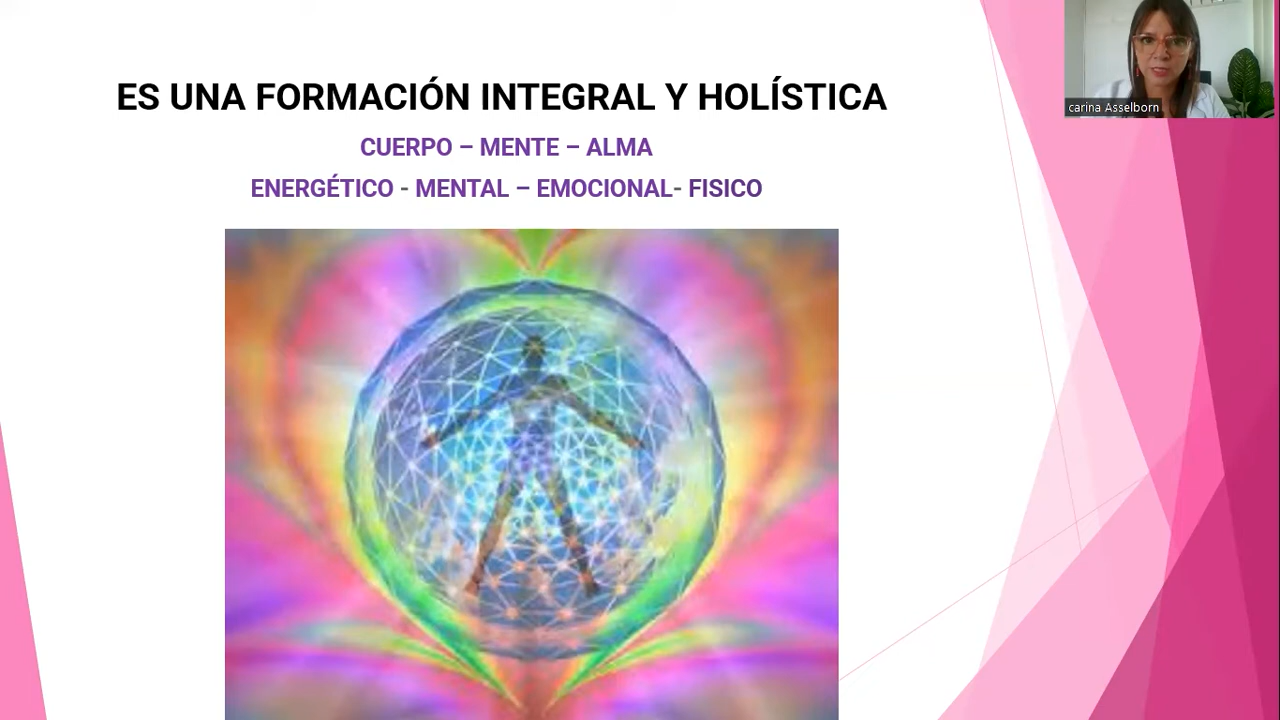 ES UNA FORMACIÓN INTEGRAL Y HOLÍSTICA
CUERPO – MENTE – ALMA
ENERGÉTICO - MENTAL – EMOCIONAL- FISICO
carina Asselborn